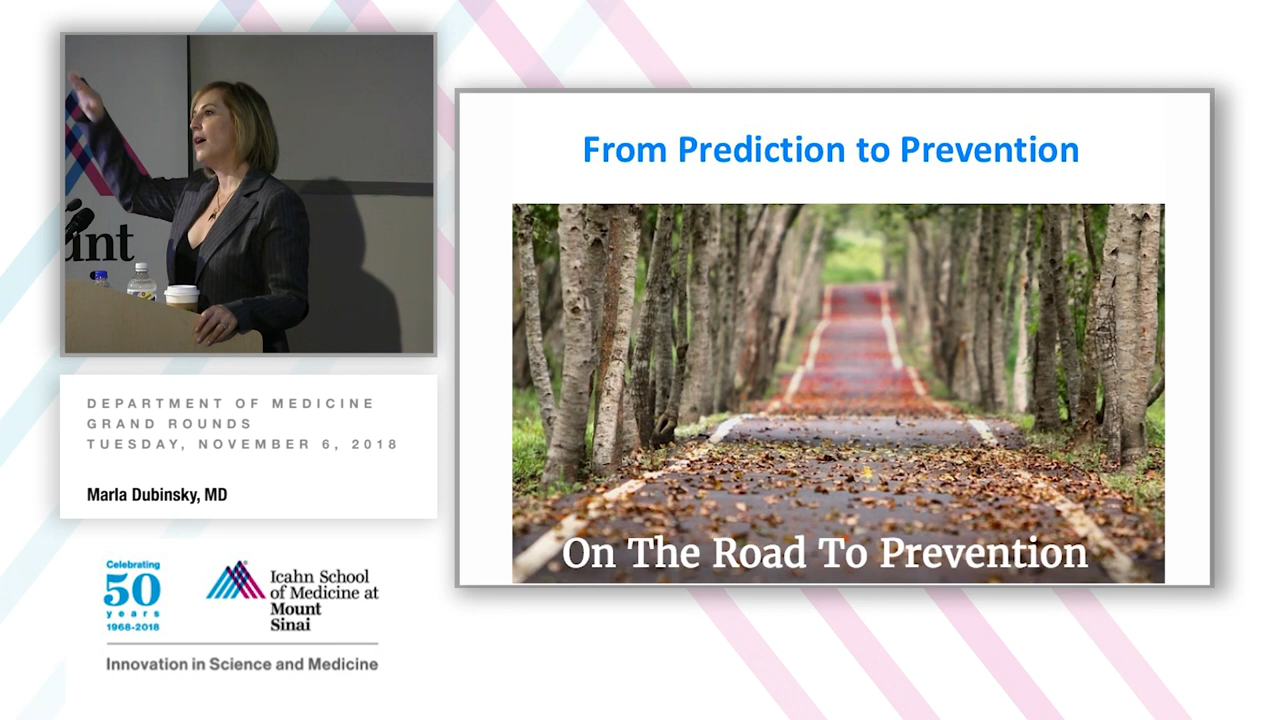 DEPARTMENT OF MEDICINE
GRAND ROUNDS
TUESDAY, NOVEMBER 6, 2018
Marla Dubinsky, MD
Celebrating
50
years
1968-2018
Icahn School
of Medicine at
Mount
Sinai
Innovation in Science and Medicine
From Prediction to Prevention
On The Road To Prevention